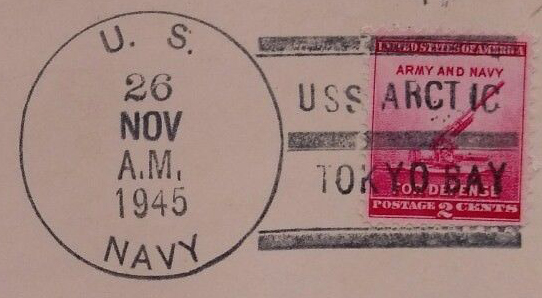 U. S.
26
NOV
A.M.
1945
NAVY
USS ARCTIC
TOKYO BAY
UNITED STATES OF AMERICA
ARMY AND NAVY
FOR DEFENSE
POSTAGE 2 CENTS